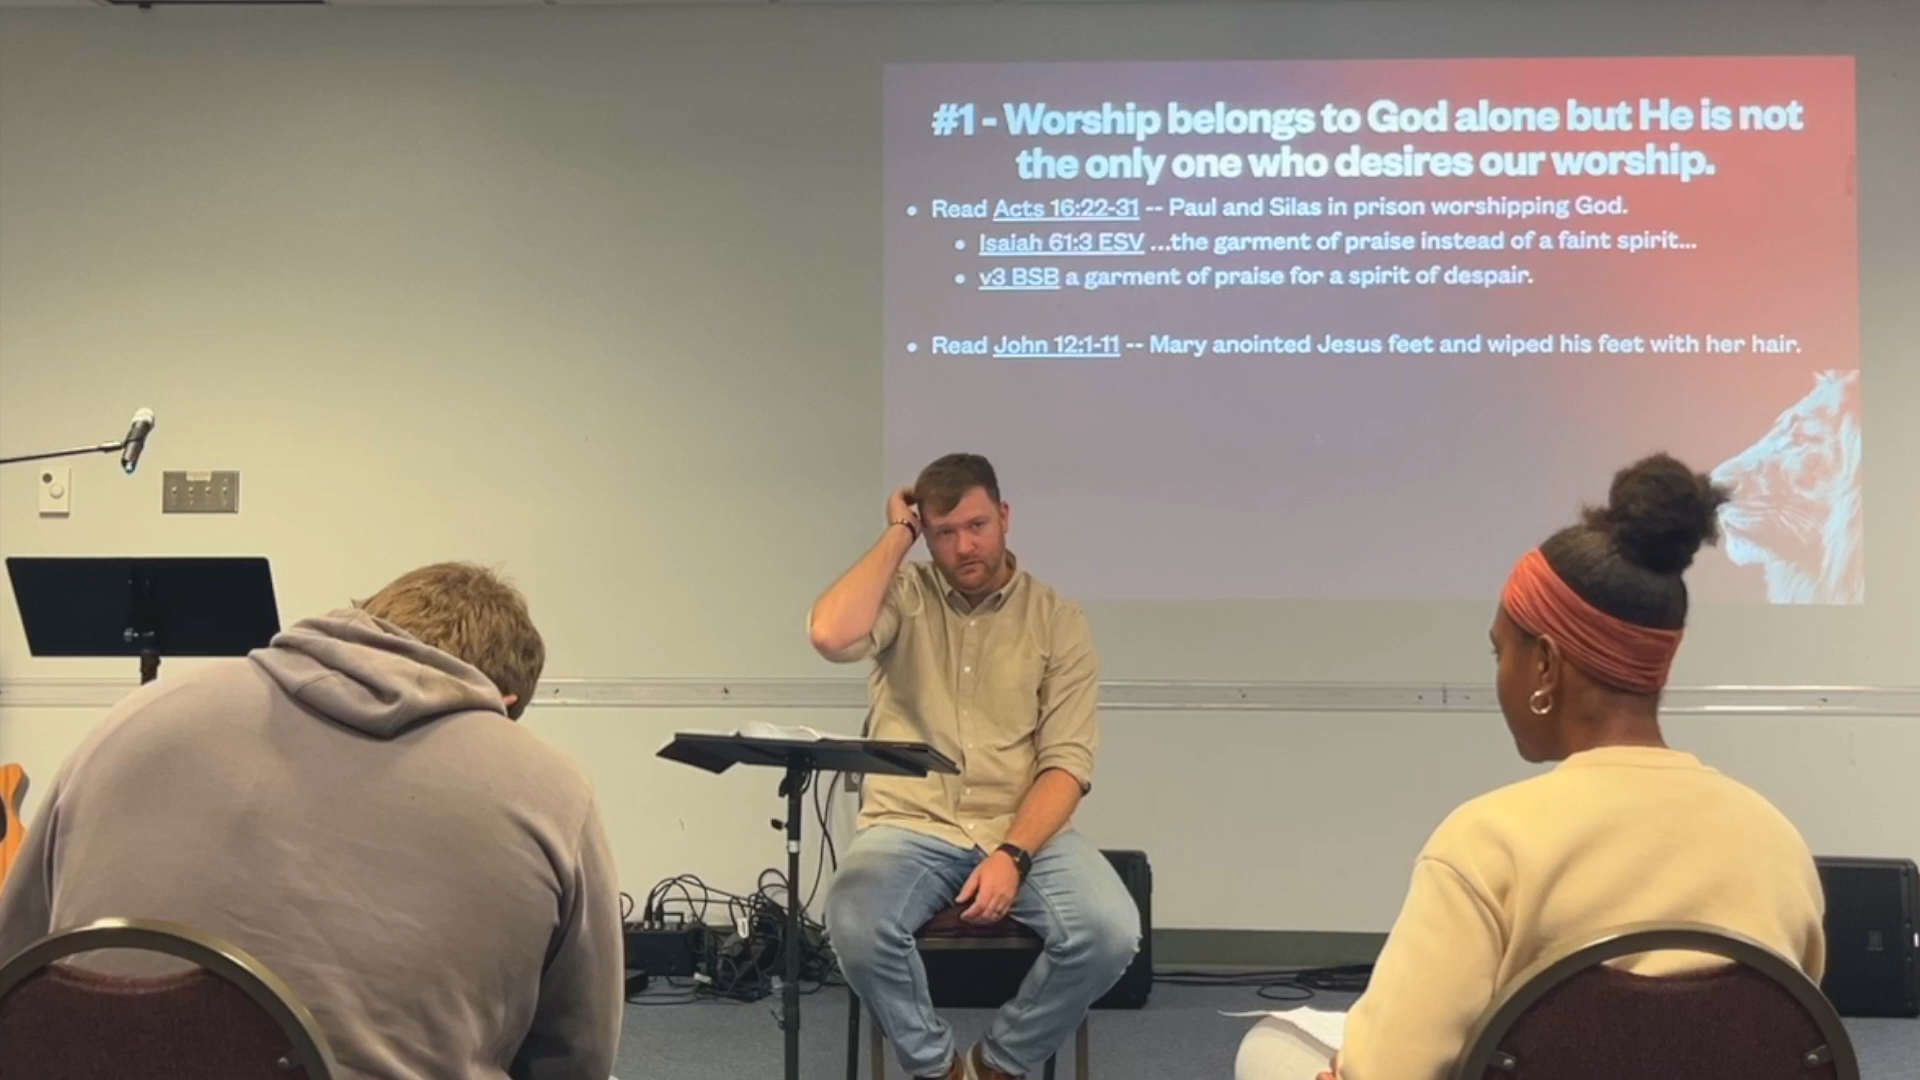 #1 - Worship belongs to God alone but He is not
the only one who desires our worship.
• Read Acts 16:22-31 -- Paul and Silas in prison worshipping God.
• Isaiah 61:3 ESV ...the garment of praise instead of a faint spirit...
• v3 BSB a garment of praise for a spirit of despair.
• Read John 12:1-11 -- Mary anointed Jesus feet and wiped his feet with her hair.